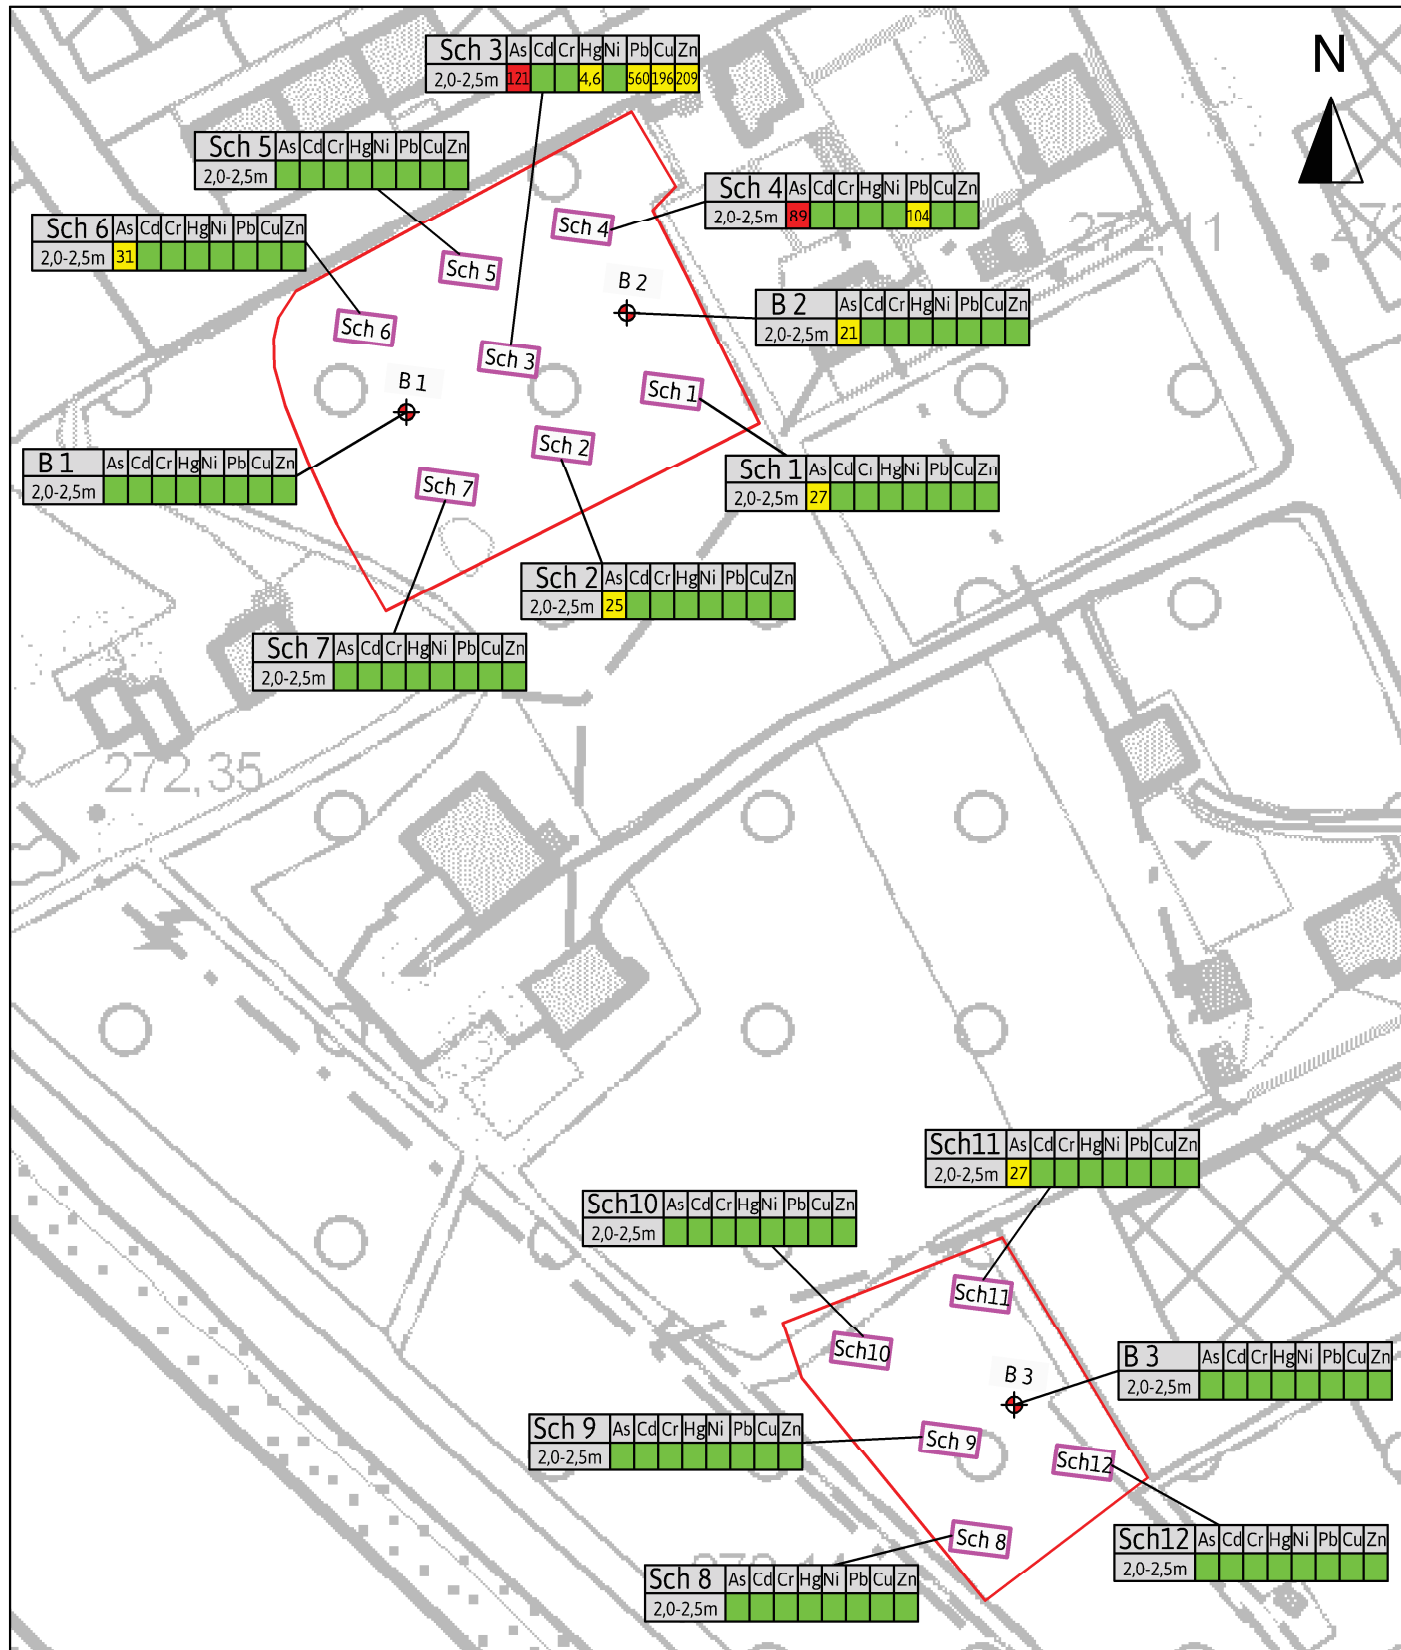 N
Sch 3 As Cd Cr Hg Ni Pb Cu Zn
2,0-2,5m 121 4,6 560 196 209
Sch 5 As Cd Cr Hg Ni Pb Cu Zn
2,0-2,5m
Sch 4 As Cd Cr Hg Ni Pb Cu Zn
2,0-2,5m 89 104
Sch 6 As Cd Cr Hg Ni Pb Cu Zn
2,0-2,5m 31
272,11
Sch 4
Sch 5
B 2
Sch 6
B 2 As Cd Cr Hg Ni Pb Cu Zn
2,0-2,5m 21
Sch 3
B 1
Sch 1
Sch 2
B 1 As Cd Cr Hg Ni Pb Cu Zn
2,0-2,5m
Sch 1 As Cd Cr Hg Ni Pb Cu Zn
2,0-2,5m 27
Sch 7
Sch 2 As Cd Cr Hg Ni Pb Cu Zn
2,0-2,5m 25
Sch 7 As Cd Cr Hg Ni Pb Cu Zn
2,0-2,5m
272,35
Sch11 As Cd Cr Hg Ni Pb Cu Zn
2,0-2,5m 27
Sch10 As Cd Cr Hg Ni Pb Cu Zn
2,0-2,5m
Sch11
Sch10
B 3
B 3 As Cd Cr Hg Ni Pb Cu Zn
2,0-2,5m
Sch 9 As Cd Cr Hg Ni Pb Cu Zn
2,0-2,5m
Sch 9
Sch12
Sch 8
Sch12 As Cd Cr Hg Ni Pb Cu Zn
2,0-2,5m
Sch 8 As Cd Cr Hg Ni Pb Cu Zn
2,0-2,5m